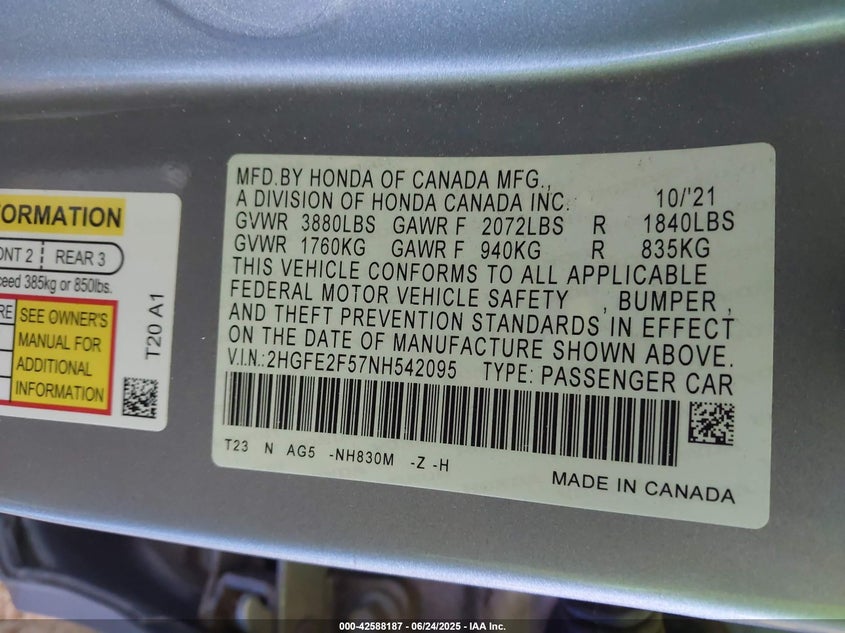 FORMATION
ONT 2 REAR 3
ceed 385kg or 850lbs.
RE SEE OWNER'S
MANUAL FOR
ADDITIONAL
INFORMATION
T20 A1
MFD.BY HONDA OF CANADA MFG.,
A DIVISION OF HONDA CANADA INC. 10/'21
GVWR 3880LBS GAWR F 2072LBS R 1840LBS
GVWR 1760KG GAWR F 940KG R 835KG
THIS VEHICLE CONFORMS TO ALL APPLICABLE
FEDERAL MOTOR VEHICLE SAFETY , BUMPER ,
AND THEFT PREVENTION STANDARDS IN EFFECT
ON THE DATE OF MANUFACTURE SHOWN ABOVE.
V.I.N.:2HGFE2F57NH542095 TYPE: PASSENGER CAR
T23 N AG5 -NH830M -Z -H
MADE IN CANADA
000-42588187 - 06/24/2025 - IAA Inc.